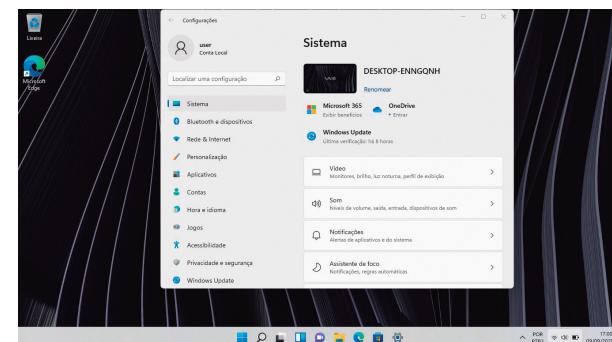 Lixeira
Microsoft
Edge
Configurações
user
Conta Local
Localizar uma configuração
Sistema
Bluetooth e dispositivos
Rede & Internet
Personalização
Aplicativos
Contas
Hora e idioma
Jogos
Acessibilidade
Privacidade e segurança
Windows Update
Sistema
VAIO
DESKTOP-ENNGQNH
Renomear
Microsoft 365
Exibir benefícios
OneDrive
• Entrar
Windows Update
Última verificação: há 8 horas
Vídeo
Monitores, brilho, luz noturna, perfil de exibição
Som
Níveis de volume, saída, entrada, dispositivos de som
Notificações
Alertas de aplicativos e do sistema
Assistente de foco
Notificações, regras automáticas
POR
17:00